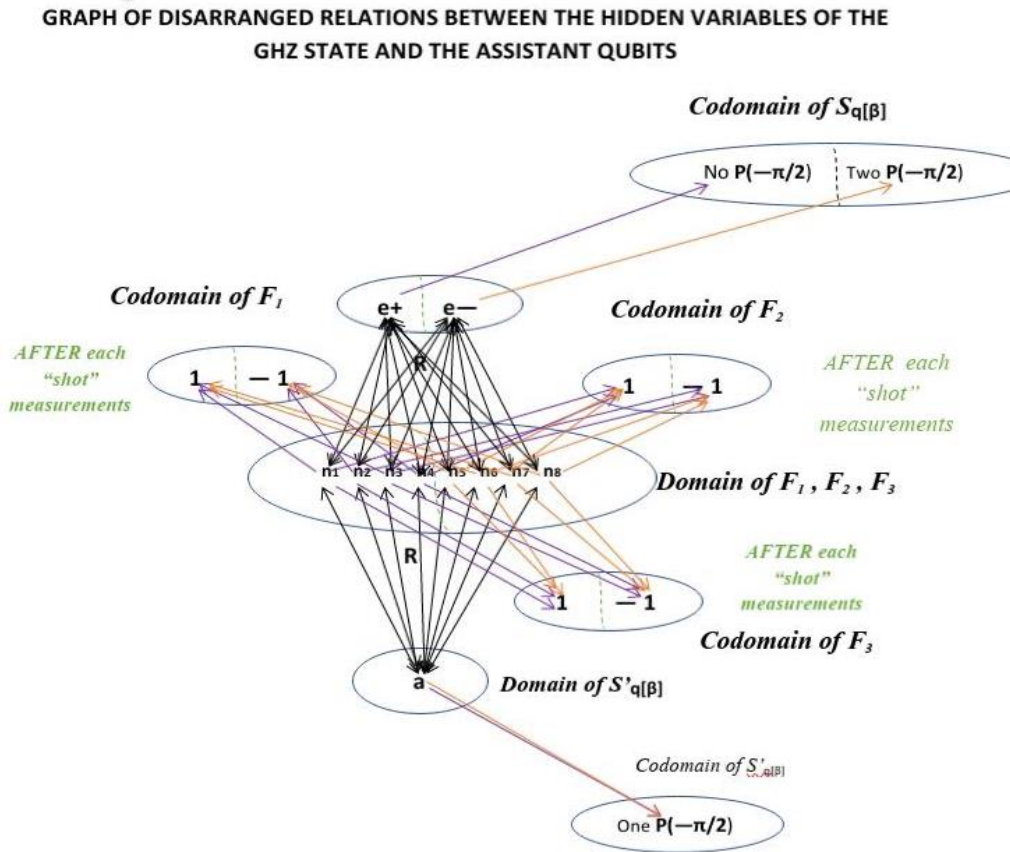 GRAPH OF DISARRANGED RELATIONS BETWEEN THE HIDDEN VARIABLES OF THE
GHZ STATE AND THE ASSISTANT QUBITS
Codomain of Sq[β]
No P(—π/2)
Two P(—π/2)
Codomain of F1
e+
e—
Codomain of F2
AFTER each
“shot”
measurements
1
— 1
R
1
— 1
AFTER each
“shot”
measurements
n1 n2 n3 n4 n5 n6 n7 n8
Domain of F1 , F2 , F3
R
AFTER each
“shot”
measurements
1
— 1
Codomain of F3
a
Domain of S’q[β]
Codomain of S’q[β]
One P(—π/2)